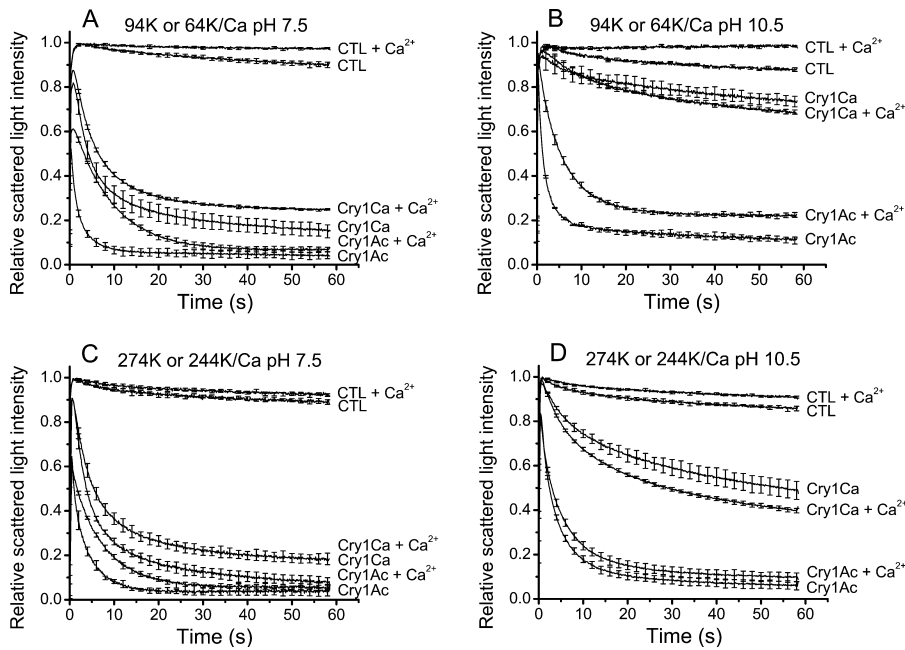 A
94K or 64K/Ca pH 7.5
Relative scattered light intensity
1.0
0.8
0.6
0.4
0.2
0.0
CTL + Ca²⁺
CTL
Cry1Ca + Ca²⁺
Cry1Ca
Cry1Ac + Ca²⁺
Cry1Ac
0 10 20 30 40 50 60
Time (s)
B
94K or 64K/Ca pH 10.5
Relative scattered light intensity
1.0
0.8
0.6
0.4
0.2
0.0
CTL + Ca²⁺
CTL
Cry1Ca
Cry1Ca + Ca²⁺
Cry1Ac + Ca²⁺
Cry1Ac
0 10 20 30 40 50 60
Time (s)
C
274K or 244K/Ca pH 7.5
Relative scattered light intensity
1.0
0.8
0.6
0.4
0.2
0.0
CTL + Ca²⁺
CTL
Cry1Ca + Ca²⁺
Cry1Ca
Cry1Ac + Ca²⁺
Cry1Ac
0 10 20 30 40 50 60
Time (s)
D
274K or 244K/Ca pH 10.5
Relative scattered light intensity
1.0
0.8
0.6
0.4
0.2
0.0
CTL + Ca²⁺
CTL
Cry1Ca
Cry1Ca + Ca²⁺
Cry1Ac + Ca²⁺
Cry1Ac
0 10 20 30 40 50 60
Time (s)